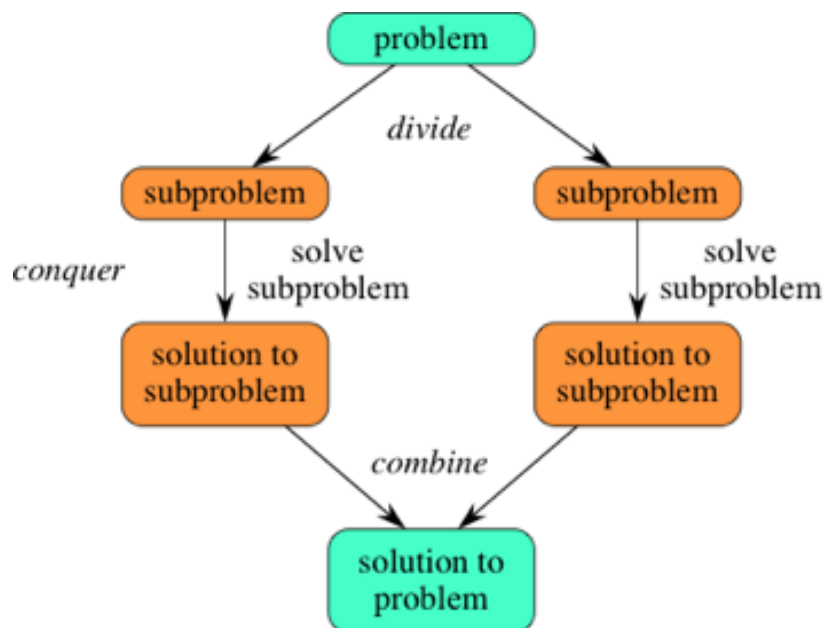 problem
divide
subproblem
subproblem
conquer
solve
subproblem
solve
subproblem
solution to
subproblem
solution to
subproblem
combine
solution to
problem